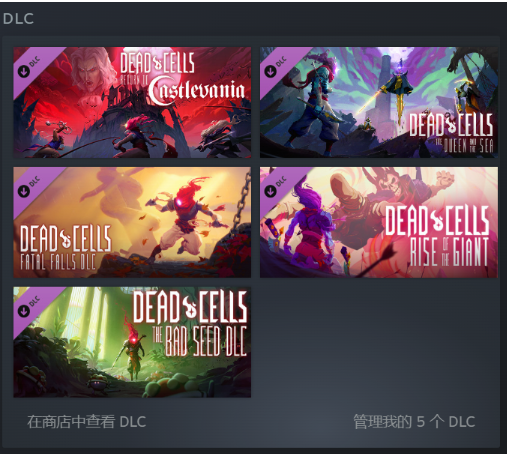 DLC
DLC
DEAD CELLS
RETURN TO
Castlevania
DLC
DEAD CELLS
THE QUEEN AND THE SEA
DLC
DEAD CELLS
FATAL FALLS DLC
DLC
DEAD CELLS
RISE OF THE GIANT
DLC
DEAD CELLS
THE BAD SEED DLC
在商店中查看 DLC
管理我的 5 个 DLC